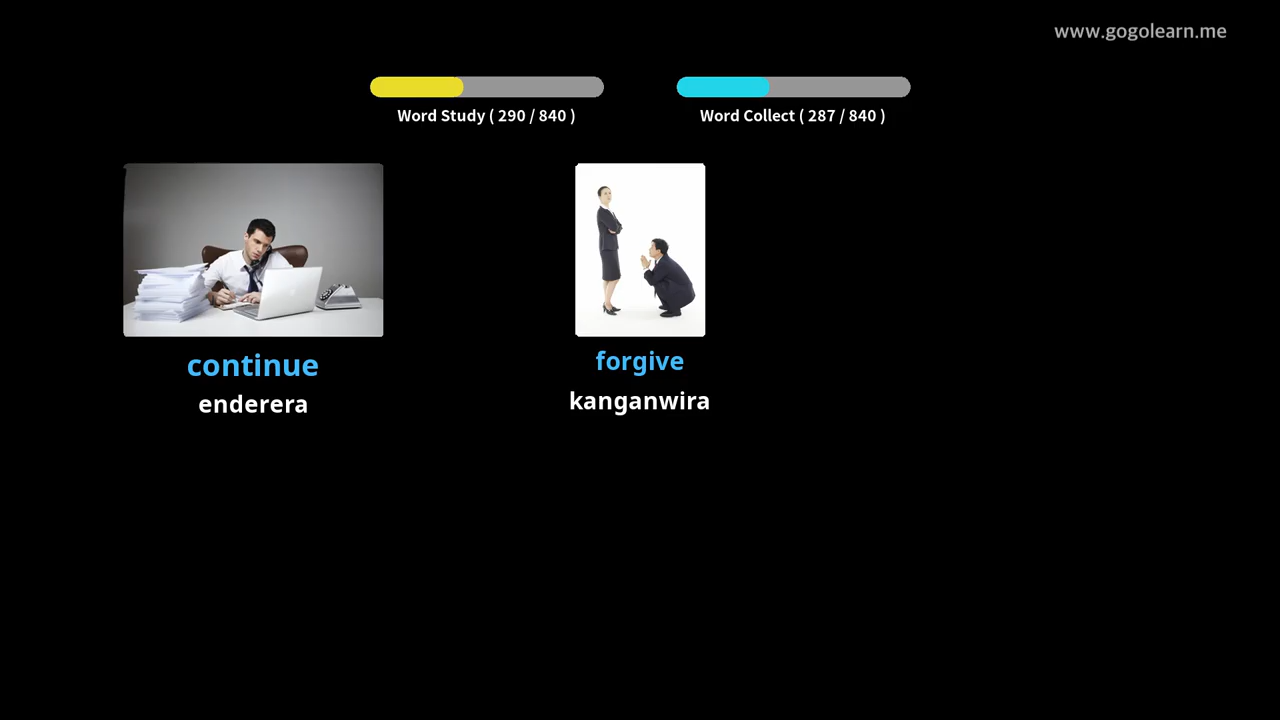 www.gogolearn.me
Word Study ( 290 / 840 )
Word Collect ( 287 / 840 )
continue
enderera
forgive
kanganwira